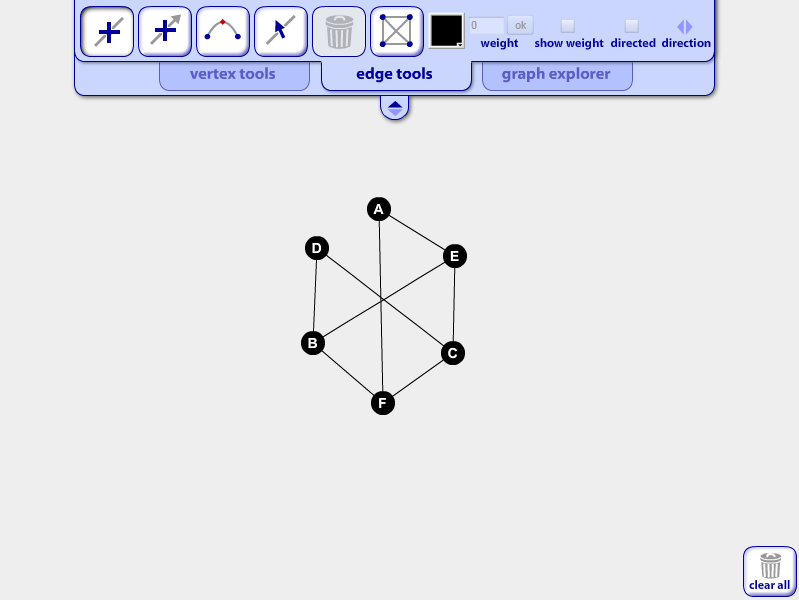 0
ok
weight
show weight
directed
direction
vertex tools
edge tools
graph explorer
A
D
E
B
C
F
clear all